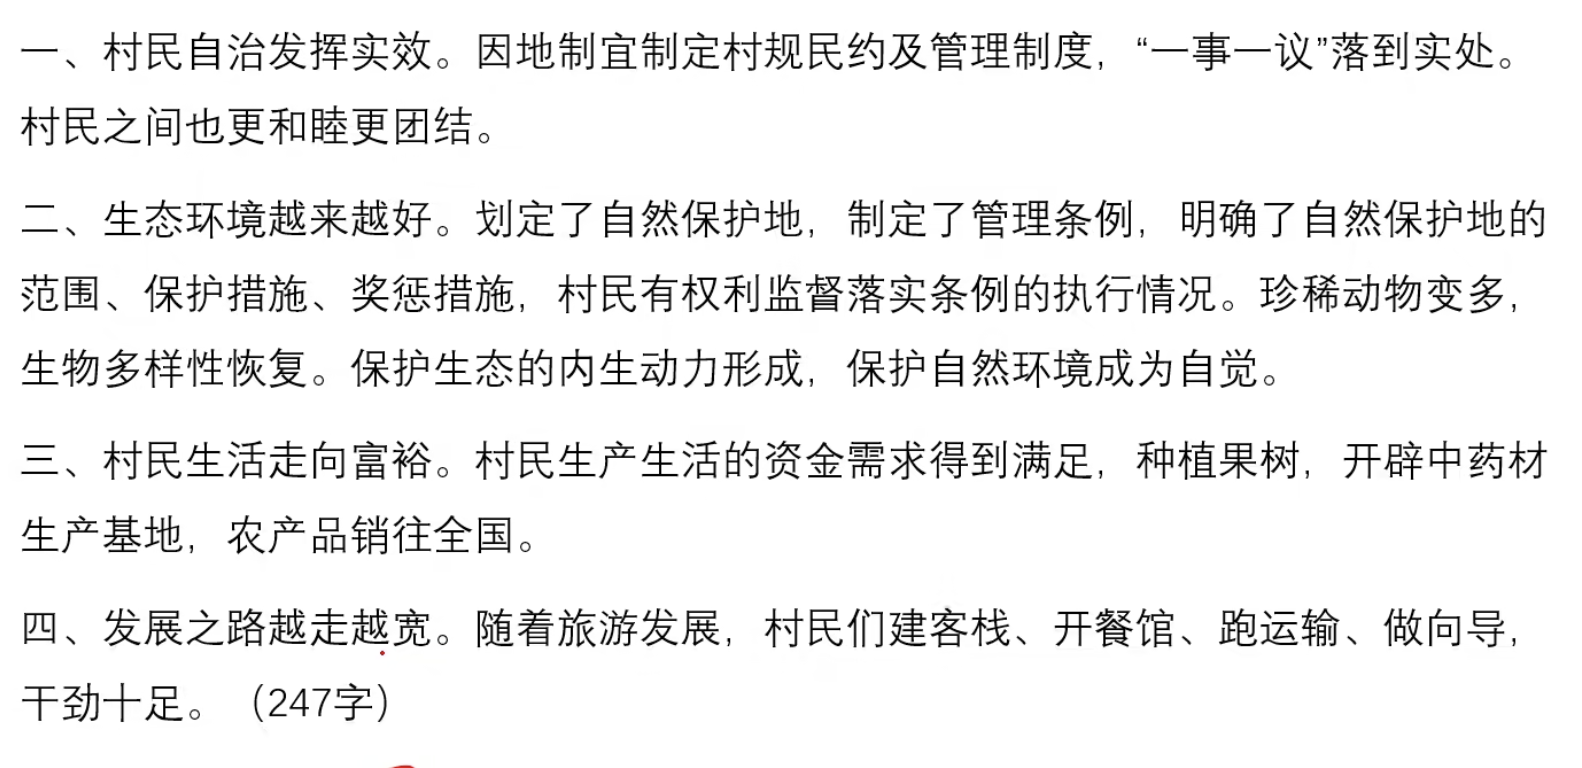 一、村民自治发挥实效。因地制宜制定村规民约及管理制度，“一事一议”落到实处。
村民之间也更和睦更团结。
二、生态环境越来越好。划定了自然保护地，制定了管理条例，明确了自然保护地的
范围、保护措施、奖惩措施，村民有权利监督落实条例的执行情况。珍稀动物变多，
生物多样性恢复。保护生态的内生动力形成，保护自然环境成为自觉。
三、村民生活走向富裕。村民生产生活的资金需求得到满足，种植果树，开辟中药材
生产基地，农产品销往全国。
四、发展之路越走越宽。随着旅游发展，村民们建客栈、开餐馆、跑运输、做向导，
干劲十足。（247字）